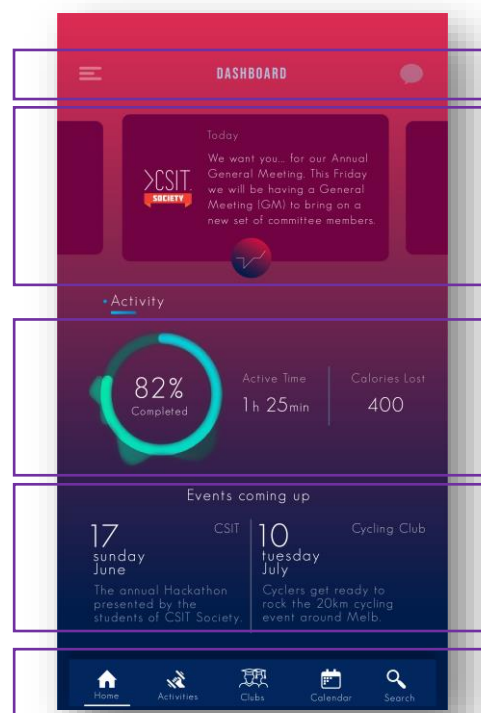 DASHBOARD
Today
We want you... for our Annual
General Meeting. This Friday
we will be having a General
Meeting (GM) to bring on a
new set of committee members.
>CSIT.
SOCIETY
Activity
82%
Completed
Active Time
1h 25min
Calories Lost
400
Events coming up
17
sunday
June
CSIT
The annual Hackathon
presented by the
students of CSIT Society.
10
tuesday
July
Cycling Club
Cyclers get ready to
rock the 20km cycling
event around Melb.
Home
Activities
Clubs
Calendar
Search